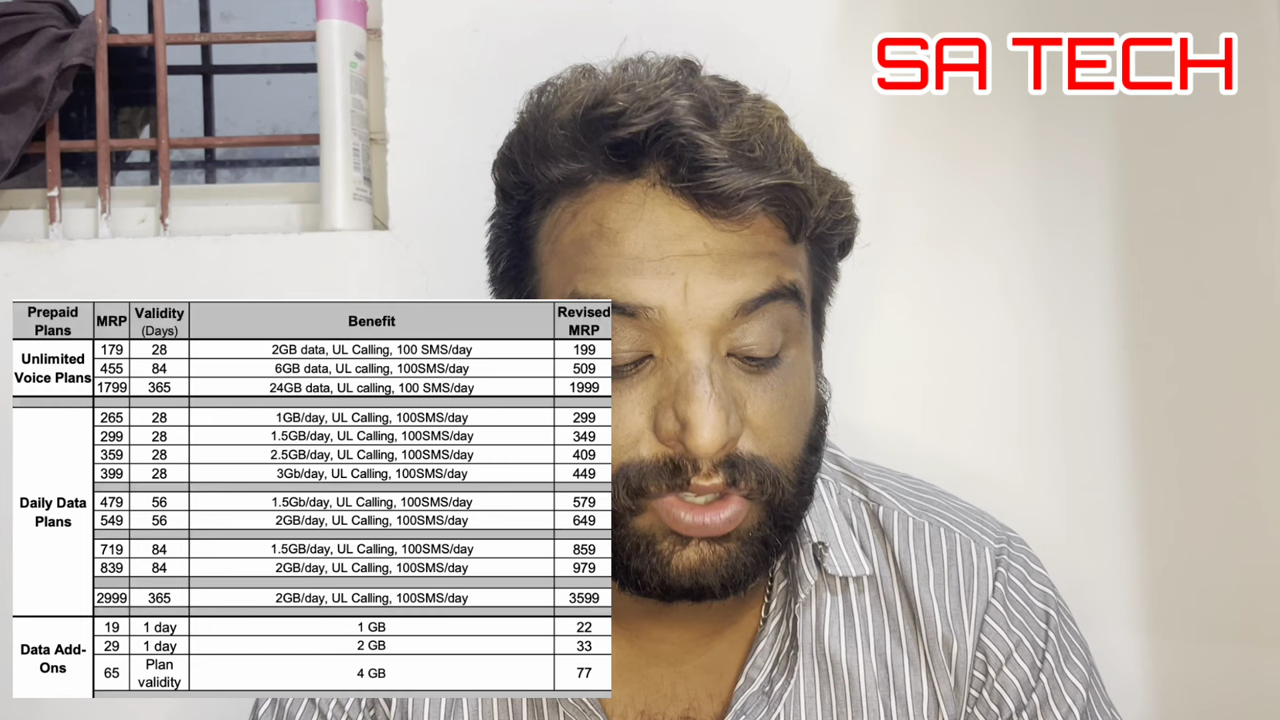 SA TECH
Prepaid Plans MRP Validity (Days) Benefit Revised MRP
Unlimited Voice Plans
179 28 2GB data, UL Calling, 100 SMS/day 199
455 84 6GB data, UL calling, 100SMS/day 509
1799 365 24GB data, UL calling, 100 SMS/day 1999
Daily Data Plans
265 28 1GB/day, UL Calling, 100SMS/day 299
299 28 1.5GB/day, UL Calling, 100SMS/day 349
359 28 2.5GB/day, UL Calling, 100SMS/day 409
399 28 3Gb/day, UL Calling, 100SMS/day 449
479 56 1.5Gb/day, UL Calling, 100SMS/day 579
549 56 2GB/day, UL Calling, 100SMS/day 649
719 84 1.5GB/day, UL Calling, 100SMS/day 859
839 84 2GB/day, UL Calling, 100SMS/day 979
2999 365 2GB/day, UL Calling, 100SMS/day 3599
Data Add-Ons
19 1 day 1 GB 22
29 1 day 2 GB 33
65 Plan validity 4 GB 77